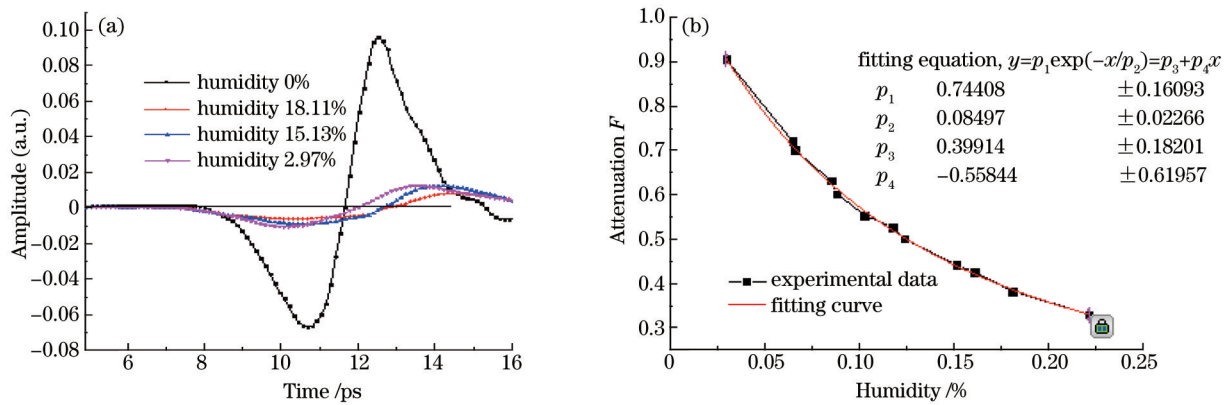 (a)
0.10
0.08
0.06
0.04
0.02
0
−0.02
−0.04
−0.06
−0.08
Amplitude (a.u.)
humidity 0%
humidity 18.11%
humidity 15.13%
humidity 2.97%
6 8 10 12 14 16
Time /ps
(b)
0.9
0.8
0.7
0.6
0.5
0.4
0.3
Attenuation F
fitting equation, y=p₁exp(−x/p₂)=p₃+p₄x
p₁ 0.74408 ±0.16093
p₂ 0.08497 ±0.02266
p₃ 0.39914 ±0.18201
p₄ −0.55844 ±0.61957
experimental data
fitting curve
0 0.05 0.10 0.15 0.20 0.25
Humidity /%